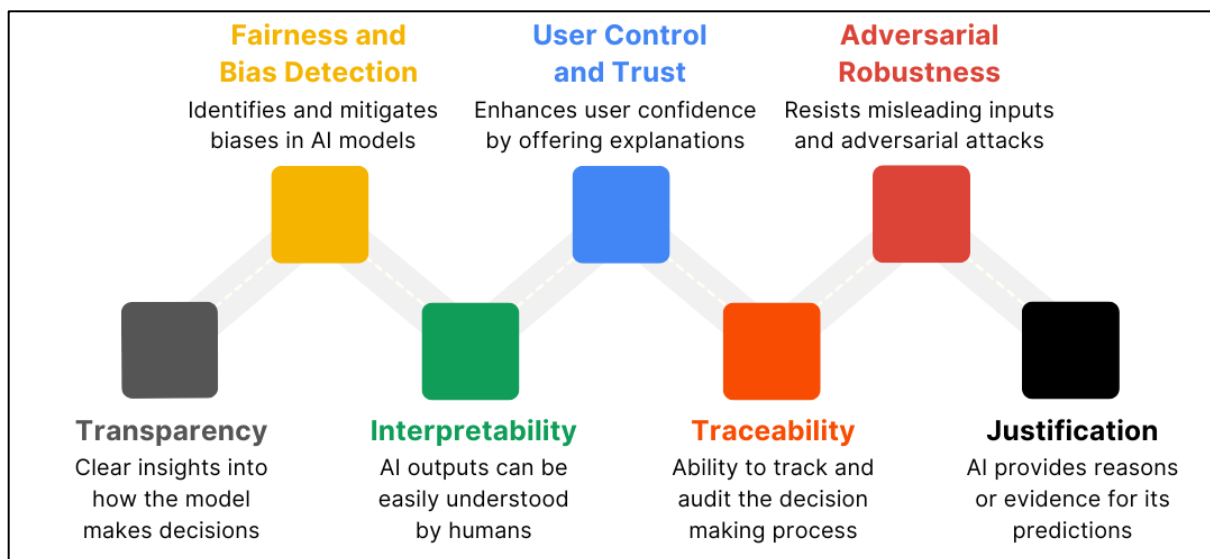 Fairness and
Bias Detection
Identifies and mitigates
biases in AI models
User Control
and Trust
Enhances user confidence
by offering explanations
Adversarial
Robustness
Resists misleading inputs
and adversarial attacks
Transparency
Clear insights into
how the model
makes decisions
Interpretability
AI outputs can be
easily understood
by humans
Traceability
Ability to track and
audit the decision
making process
Justification
AI provides reasons
or evidence for its
predictions